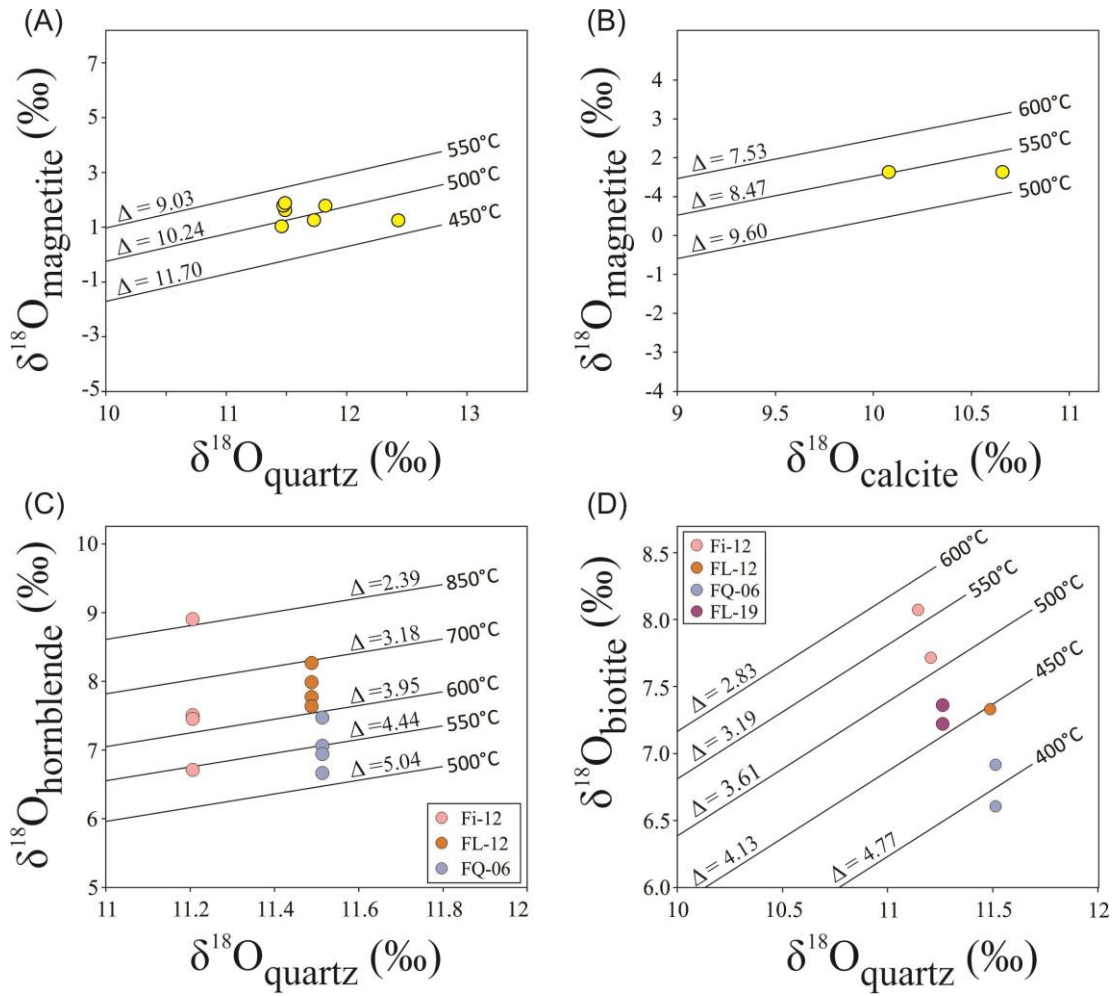 (A)
7
5
3
1
-1
-3
-5
10
11
12
13
δ¹⁸Omagnetite (‰)
δ¹⁸Oquartz (‰)
Δ = 9.03
Δ = 10.24
Δ = 11.70
550°C
500°C
450°C
(B)
4
3
2
-4
0
-1
-2
-3
-4
9
9.5
10
10.5
11
δ¹⁸Omagnetite (‰)
δ¹⁸Ocalcite (‰)
Δ = 7.53
Δ = 8.47
Δ = 9.60
600°C
550°C
500°C
(C)
10
9
8
7
6
5
11
11.2
11.4
11.6
11.8
12
δ¹⁸Ohornblende (‰)
δ¹⁸Oquartz (‰)
Δ =2.39
Δ =3.18
Δ =3.95
Δ =4.44
Δ =5.04
850°C
700°C
600°C
550°C
500°C
Fi-12
FL-12
FQ-06
(D)
8.5
8.0
7.5
7.0
6.5
6.0
10
10.5
11
11.5
12
δ¹⁸Obiotite (‰)
δ¹⁸Oquartz (‰)
Fi-12
FL-12
FQ-06
FL-19
Δ = 2.83
Δ = 3.19
Δ = 3.61
Δ = 4.13
Δ = 4.77
600°C
550°C
500°C
450°C
400°C